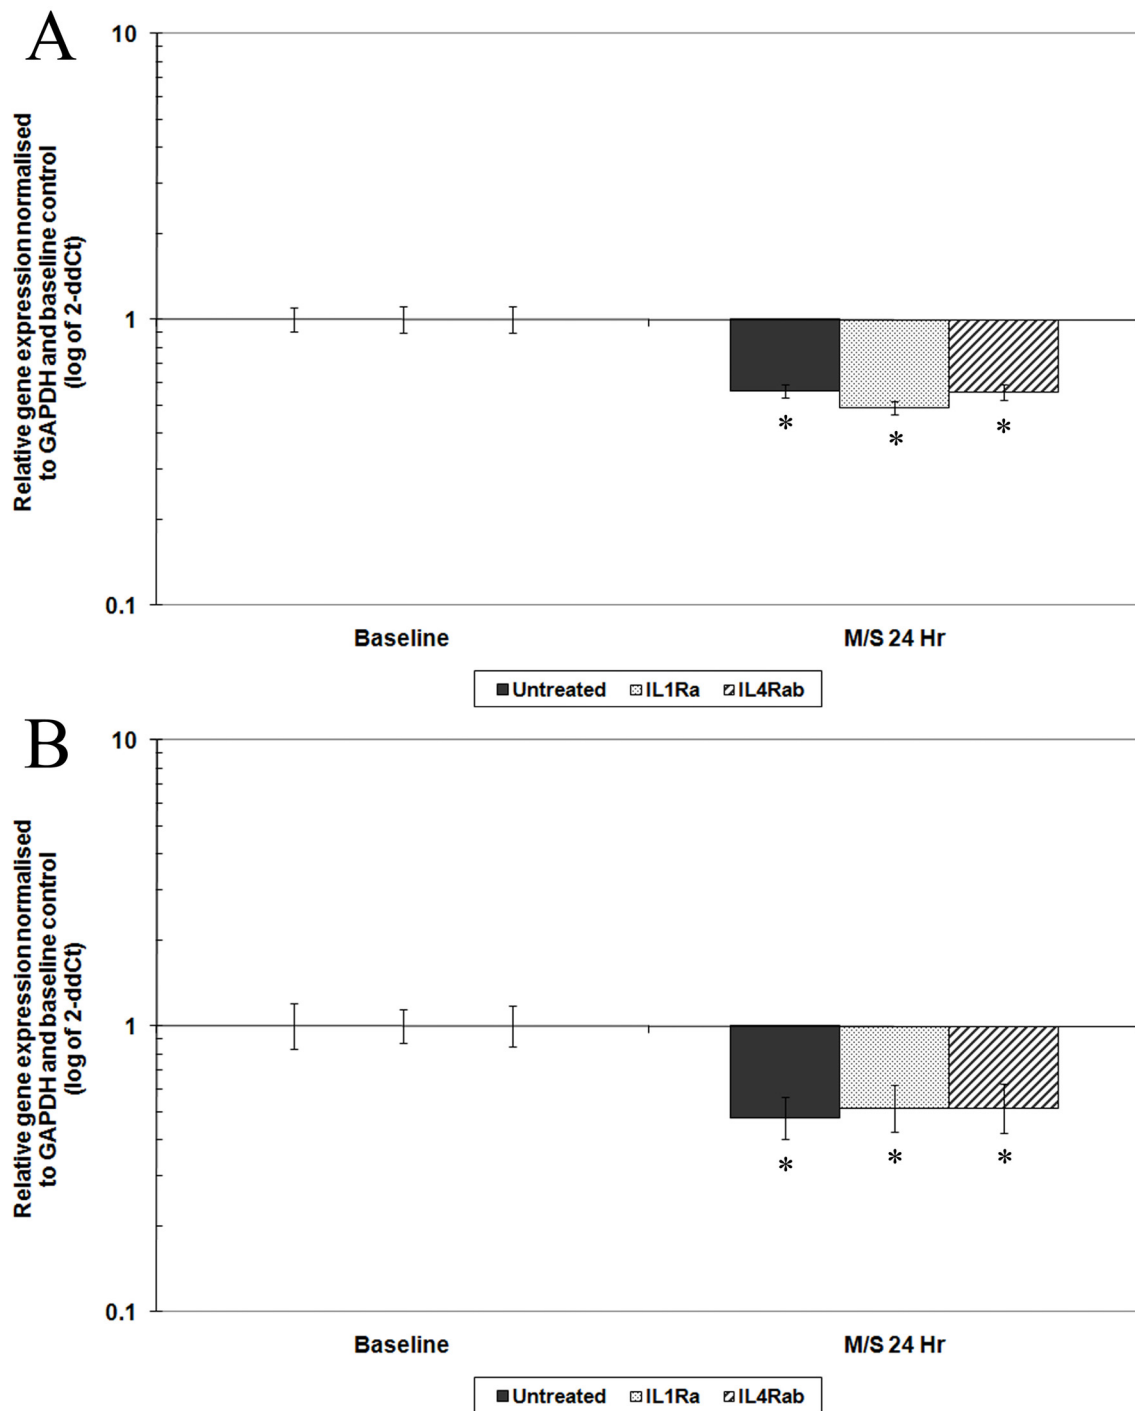 A
10
Relative gene expression normalised
to GAPDH and baseline control
(log of 2-ddCt)
1
* * *
0.1
Baseline M/S 24 Hr
Untreated IL1Ra IL4Rab
B
10
Relative gene expression normalised
to GAPDH and baseline control
(log of 2-ddCt)
1
* * *
0.1
Baseline M/S 24 Hr
Untreated IL1Ra IL4Rab